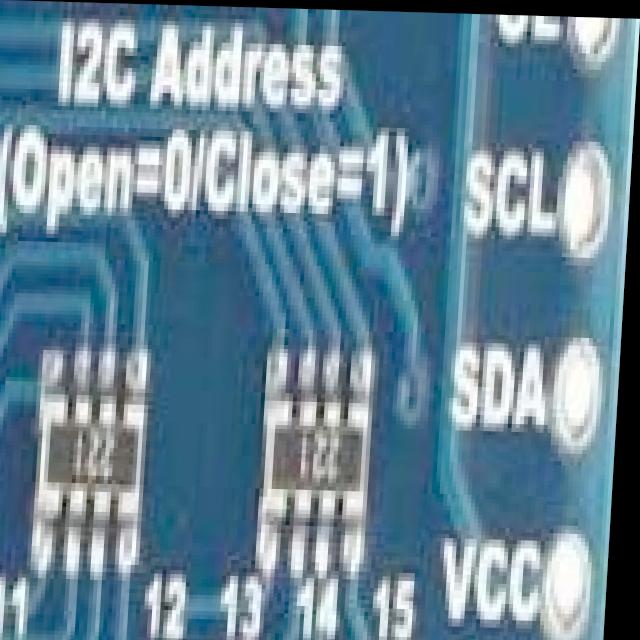 I2C Address
(Open=0/Close=1)
SCL
SDA
VCC
12 13 14 15